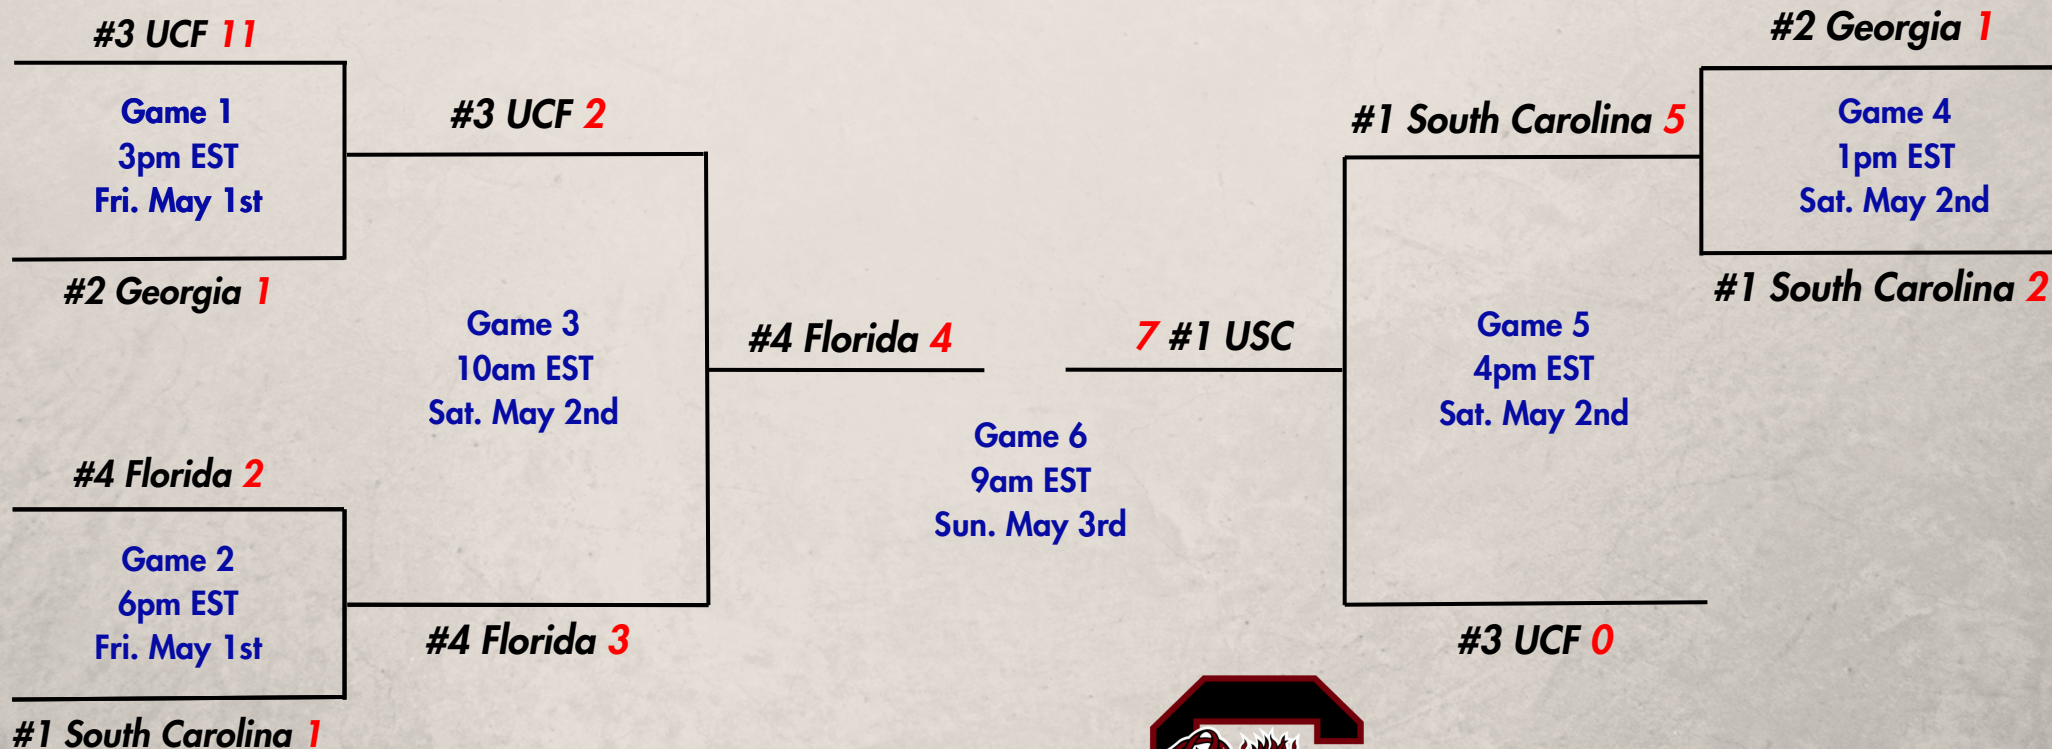 #3 UCF 11
Game 1
3pm EST
Fri. May 1st
#2 Georgia 1
#4 Florida 2
Game 2
6pm EST
Fri. May 1st
#1 South Carolina 1
#3 UCF 2
Game 3
10am EST
Sat. May 2nd
#4 Florida 3
#4 Florida 4
7 #1 USC
Game 6
9am EST
Sun. May 3rd
#1 South Carolina 5
Game 5
4pm EST
Sat. May 2nd
#3 UCF 0
#2 Georgia 1
Game 4
1pm EST
Sat. May 2nd
#1 South Carolina 2